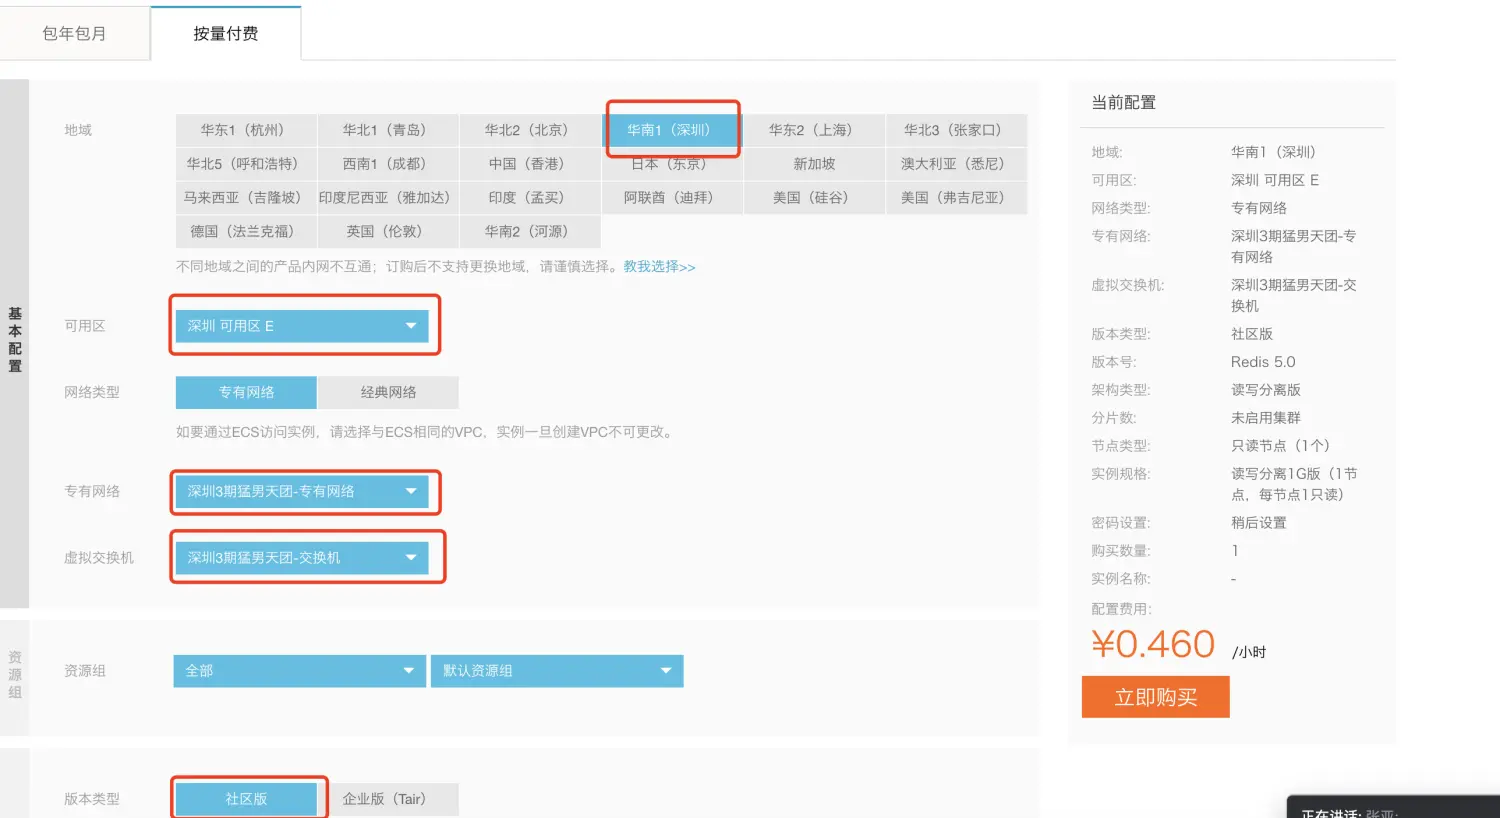 包年包月
按量付费
基本配置
地域
华东1（杭州）
华北1（青岛）
华北2（北京）
华南1（深圳）
华东2（上海）
华北3（张家口）
华北5（呼和浩特）
西南1（成都）
中国（香港）
日本（东京）
新加坡
澳大利亚（悉尼）
马来西亚（吉隆坡）
印度尼西亚（雅加达）
印度（孟买）
阿联酋（迪拜）
美国（硅谷）
美国（弗吉尼亚）
德国（法兰克福）
英国（伦敦）
华南2（河源）
不同地域之间的产品内网不互通；订购后不支持更换地域，请谨慎选择。教我选择>>
可用区
深圳 可用区 E
网络类型
专有网络
经典网络
如要通过ECS访问实例，请选择与ECS相同的VPC，实例一旦创建VPC不可更改。
专有网络
深圳3期猛男天团-专有网络
虚拟交换机
深圳3期猛男天团-交换机
资源组
资源组
全部
默认资源组
版本类型
社区版
企业版（Tair）
当前配置
地域: 华南1（深圳）
可用区: 深圳 可用区 E
网络类型: 专有网络
专有网络: 深圳3期猛男天团-专
有网络
虚拟交换机: 深圳3期猛男天团-交
换机
版本类型: 社区版
版本号: Redis 5.0
架构类型: 读写分离版
分片数: 未启用集群
节点类型: 只读节点（1个）
实例规格: 读写分离1G版（1节
点，每节点1只读）
密码设置: 稍后设置
购买数量: 1
实例名称: -
配置费用:
¥0.460 /小时
立即购买
正在讲话: 张亚: